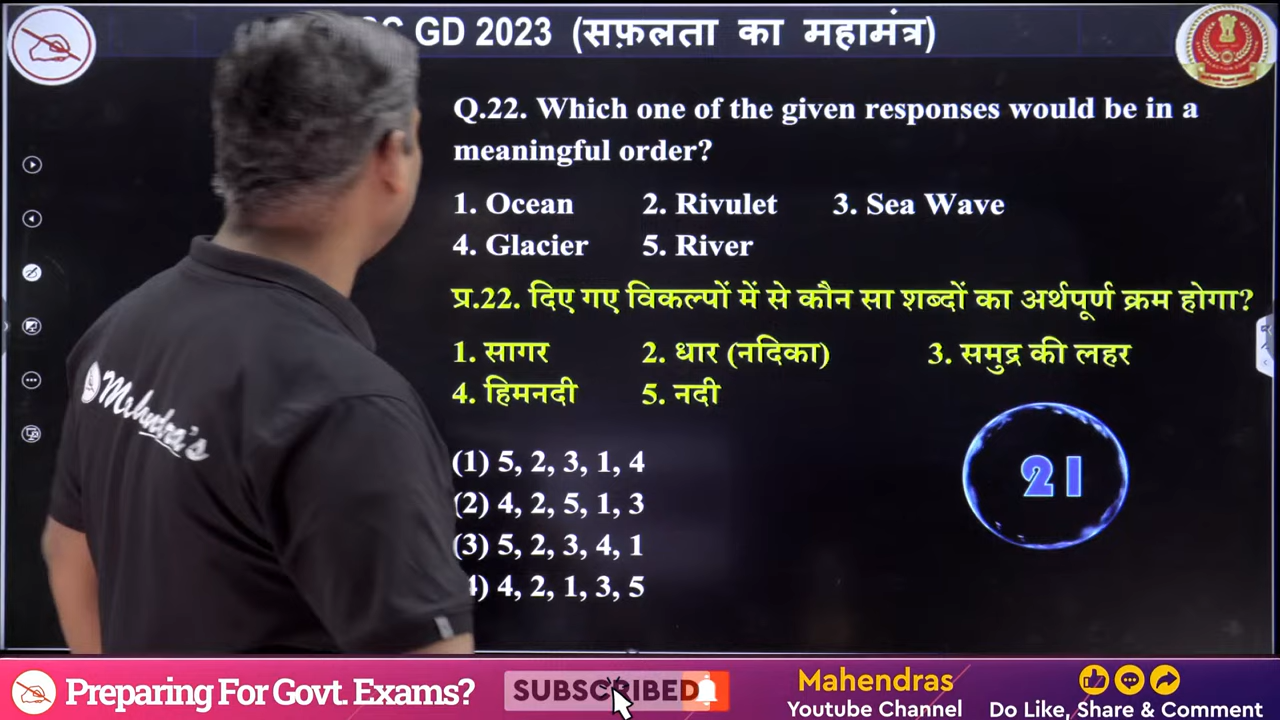 GD 2023 (सफ़लता का महामंत्र)
Q.22. Which one of the given responses would be in a
meaningful order?
1. Ocean 2. Rivulet 3. Sea Wave
4. Glacier 5. River
प्र.22. दिए गए विकल्पों में से कौन सा शब्दों का अर्थपूर्ण क्रम होगा?
1. सागर 2. धार (नदिका) 3. समुद्र की लहर
4. हिमनदी 5. नदी
(1) 5, 2, 3, 1, 4
(2) 4, 2, 5, 1, 3
(3) 5, 2, 3, 4, 1
4) 4, 2, 1, 3, 5
21
Mahendra's
Preparing For Govt. Exams?
SUBSCRIBED
Mahendras
Youtube Channel
Do Like, Share & Comment